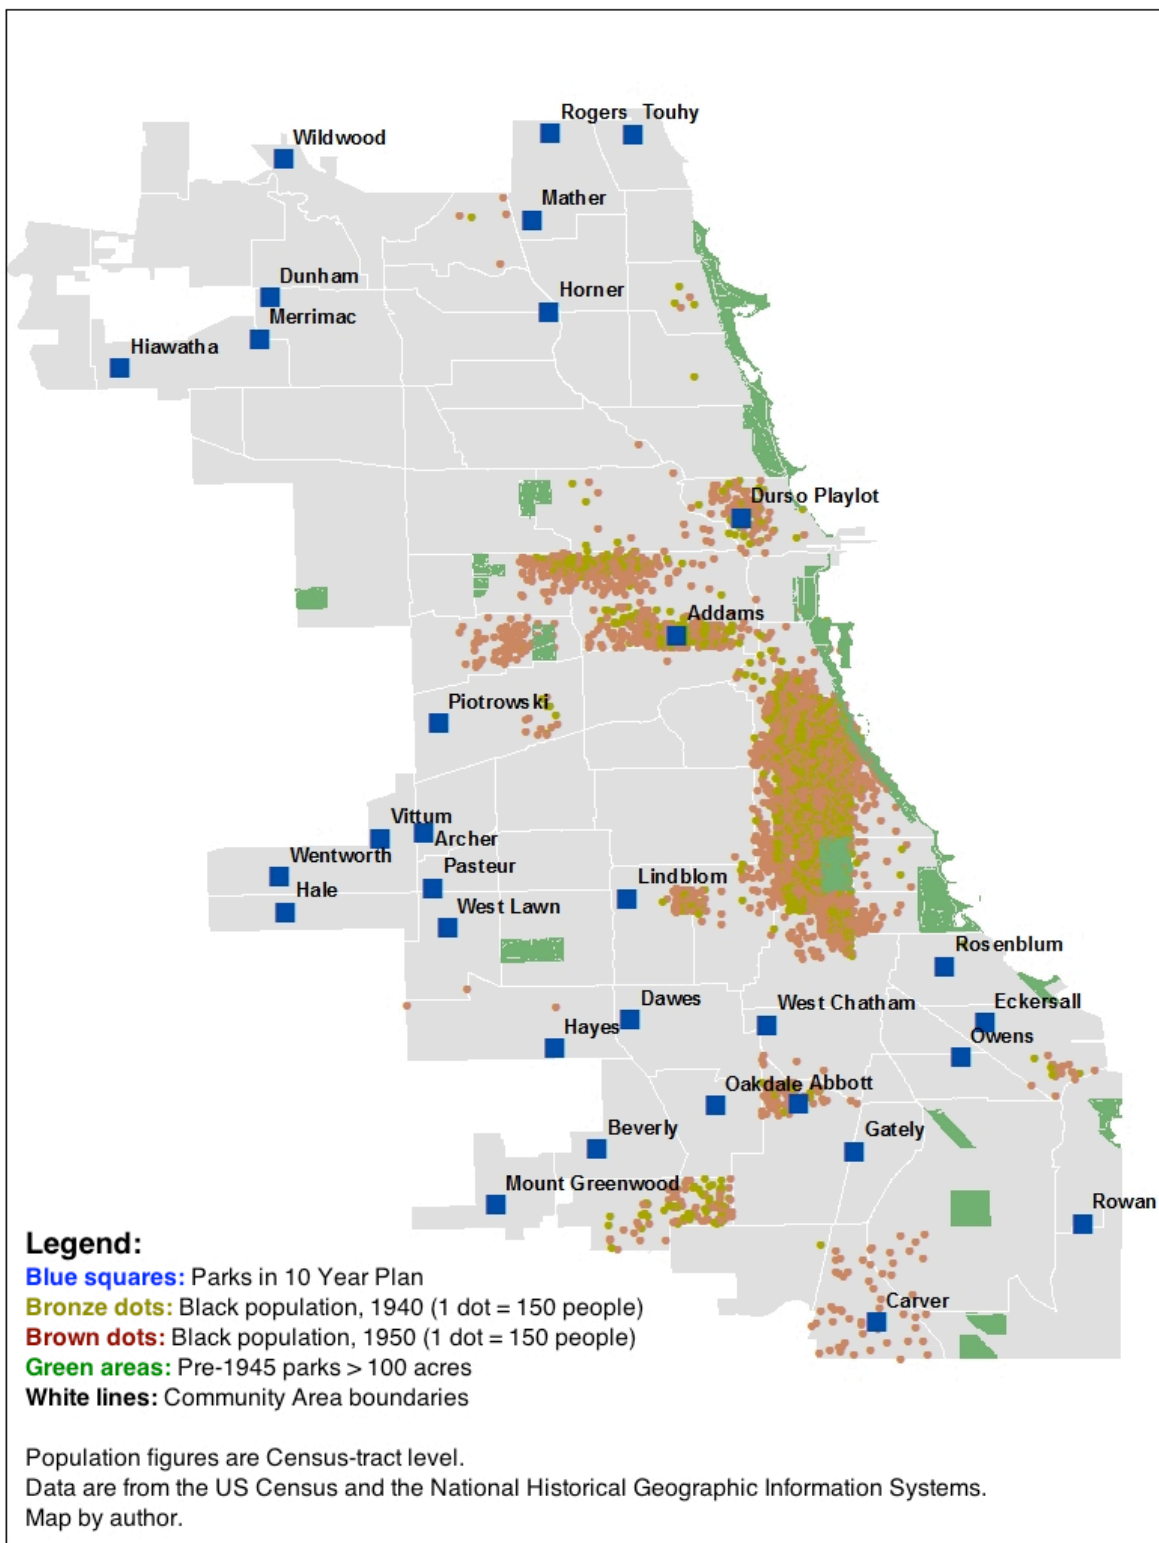 Rogers Touhy
Wildwood
Mather
Dunham
Horner
Merrimac
Hiawatha
Durso Playlot
Addams
Piotrowski
Vittum
Archer
Wentworth
Pasteur
Lindblom
Hale
West Lawn
Rosenblum
Dawes
West Chatham
Eckersall
Hayes
Owens
Oakdale Abbott
Beverly
Gately
Mount Greenwood
Rowan
Carver
Legend:
Blue squares: Parks in 10 Year Plan
Bronze dots: Black population, 1940 (1 dot = 150 people)
Brown dots: Black population, 1950 (1 dot = 150 people)
Green areas: Pre-1945 parks > 100 acres
White lines: Community Area boundaries
Population figures are Census-tract level.
Data are from the US Census and the National Historical Geographic Information Systems.
Map by author.